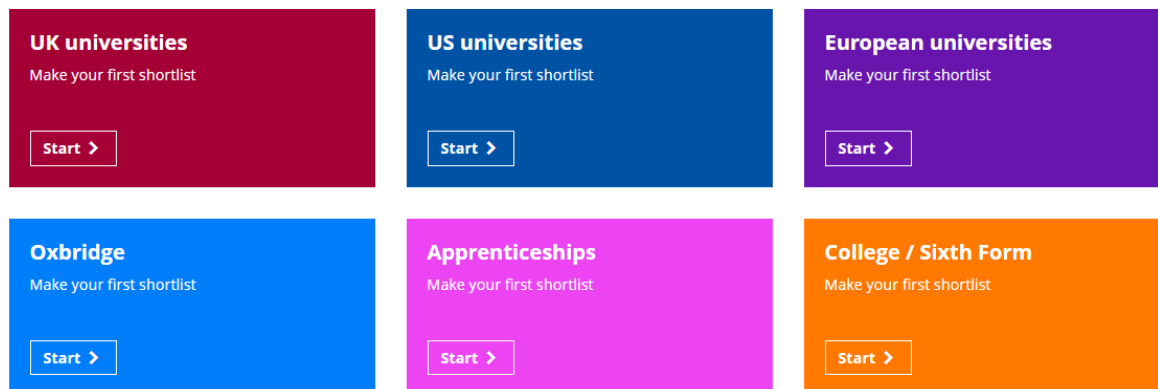 UK universities
Make your first shortlist
Start
US universities
Make your first shortlist
Start
European universities
Make your first shortlist
Start
Oxbridge
Make your first shortlist
Start
Apprenticeships
Make your first shortlist
Start
College / Sixth Form
Make your first shortlist
Start